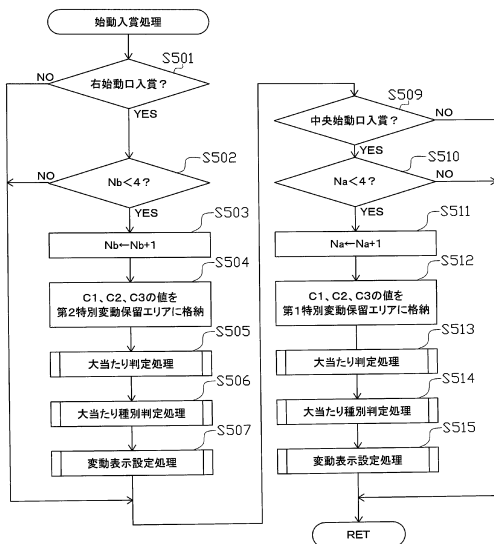 始動入賞処理
S501
右始動口入賞?
NO
YES
S502
Nb<4?
NO
YES
S503
Nb←Nb+1
S504
C1、C2、C3の値を
第2特別変動保留エリアに格納
S505
大当たり判定処理
S506
大当たり種別判定処理
S507
変動表示設定処理
S509
中央始動口入賞?
NO
YES
S510
Na<4?
NO
YES
S511
Na←Na+1
S512
C1、C2、C3の値を
第1特別変動保留エリアに格納
S513
大当たり判定処理
S514
大当たり種別判定処理
S515
変動表示設定処理
RET